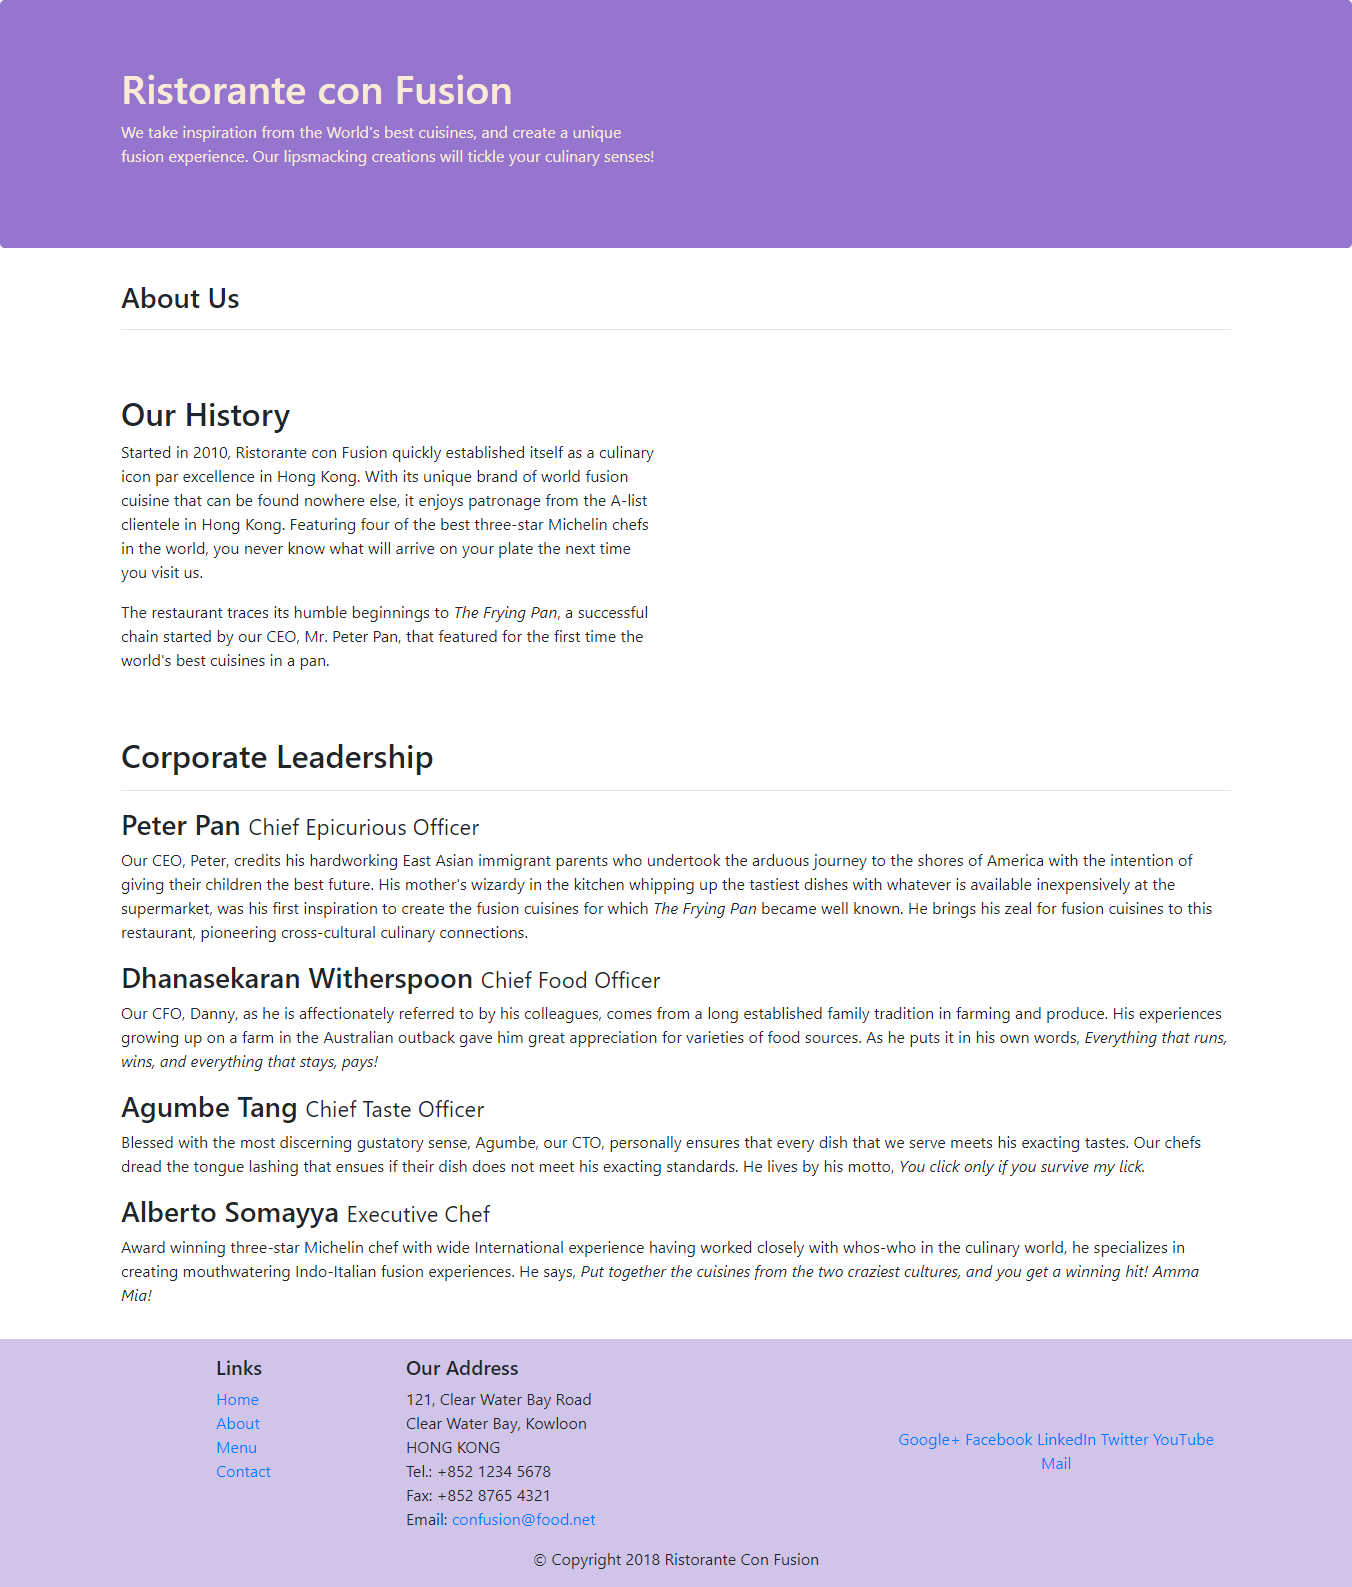 Ristorante con Fusion
We take inspiration from the World's best cuisines, and create a unique
fusion experience. Our lipsmacking creations will tickle your culinary senses!
About Us
Our History
Started in 2010, Ristorante con Fusion quickly established itself as a culinary
icon par excellence in Hong Kong. With its unique brand of world fusion
cuisine that can be found nowhere else, it enjoys patronage from the A-list
clientele in Hong Kong. Featuring four of the best three-star Michelin chefs
in the world, you never know what will arrive on your plate the next time
you visit us.
The restaurant traces its humble beginnings to The Frying Pan, a successful
chain started by our CEO, Mr. Peter Pan, that featured for the first time the
world's best cuisines in a pan.
Corporate Leadership
Peter Pan Chief Epicurious Officer
Our CEO, Peter, credits his hardworking East Asian immigrant parents who undertook the arduous journey to the shores of America with the intention of
giving their children the best future. His mother's wizardy in the kitchen whipping up the tastiest dishes with whatever is available inexpensively at the
supermarket, was his first inspiration to create the fusion cuisines for which The Frying Pan became well known. He brings his zeal for fusion cuisines to this
restaurant, pioneering cross-cultural culinary connections.
Dhanasekaran Witherspoon Chief Food Officer
Our CFO, Danny, as he is affectionately referred to by his colleagues, comes from a long established family tradition in farming and produce. His experiences
growing up on a farm in the Australian outback gave him great appreciation for varieties of food sources. As he puts it in his own words, Everything that runs,
wins, and everything that stays, pays!
Agumbe Tang Chief Taste Officer
Blessed with the most discerning gustatory sense, Agumbe, our CTO, personally ensures that every dish that we serve meets his exacting tastes. Our chefs
dread the tongue lashing that ensues if their dish does not meet his exacting standards. He lives by his motto, You click only if you survive my lick.
Alberto Somayya Executive Chef
Award winning three-star Michelin chef with wide International experience having worked closely with whos-who in the culinary world, he specializes in
creating mouthwatering Indo-Italian fusion experiences. He says, Put together the cuisines from the two craziest cultures, and you get a winning hit! Amma
Mia!
Links
Home
About
Menu
Contact
Our Address
121, Clear Water Bay Road
Clear Water Bay, Kowloon
HONG KONG
Tel.: +852 1234 5678
Fax: +852 8765 4321
Email: confusion@food.net
Google+ Facebook LinkedIn Twitter YouTube
Mail
© Copyright 2018 Ristorante Con Fusion